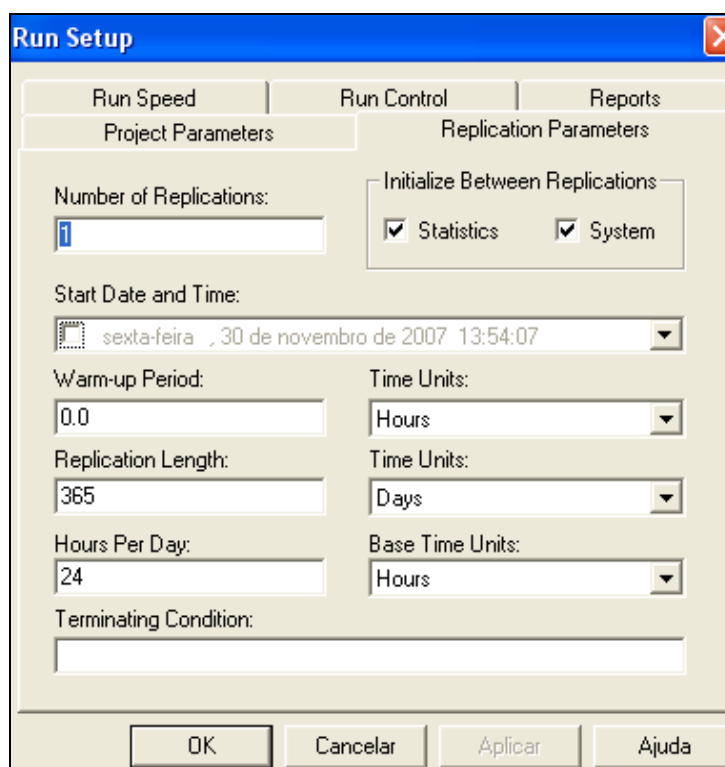 Run Setup
Run Speed Run Control Reports
Project Parameters Replication Parameters
Number of Replications: Initialize Between Replications
1 Statistics System
Start Date and Time:
sexta-feira , 30 de novembro de 2007 13:54:07
Warm-up Period: Time Units:
0.0 Hours
Replication Length: Time Units:
365 Days
Hours Per Day: Base Time Units:
24 Hours
Terminating Condition:
OK Cancelar Aplicar Ajuda